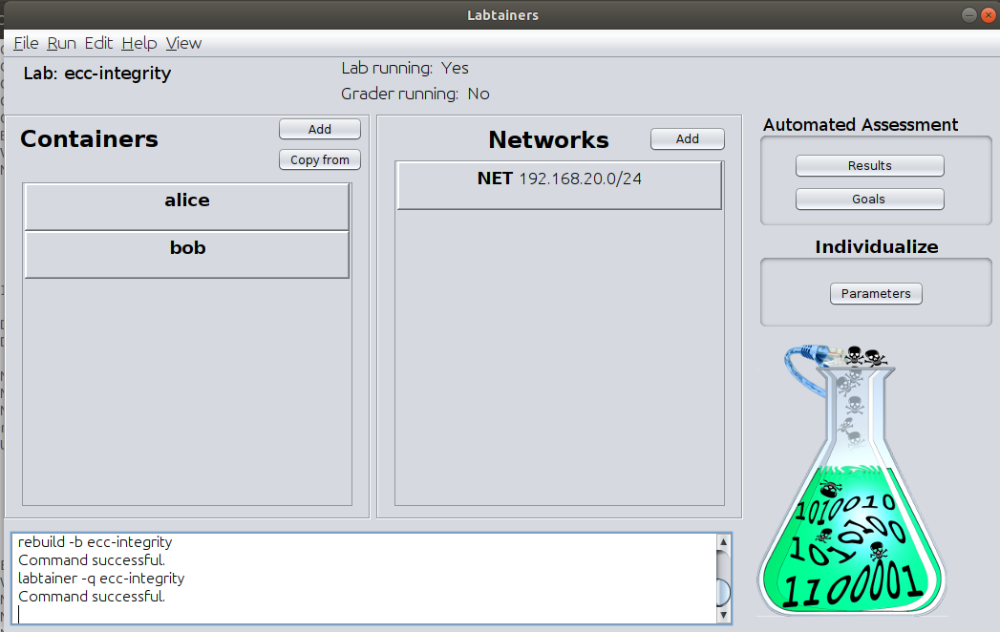 Labtainers
File Run Edit Help View
Lab: ecc-integrity
Lab running: Yes
Grader running: No
Containers
Add
Copy from
alice
bob
Networks
Add
NET 192.168.20.0/24
Automated Assessment
Results
Goals
Individualize
Parameters
rebuild -b ecc-integrity
Command successful.
labtainer -q ecc-integrity
Command successful.
1010010
1010100
1100001